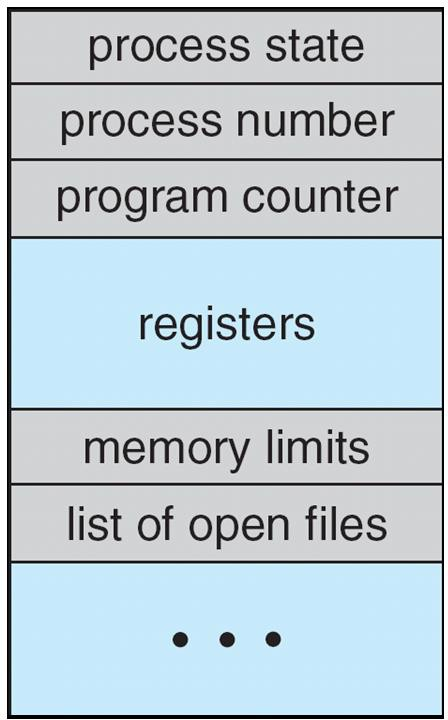 process state
process number
program counter
registers
memory limits
list of open files
• • •